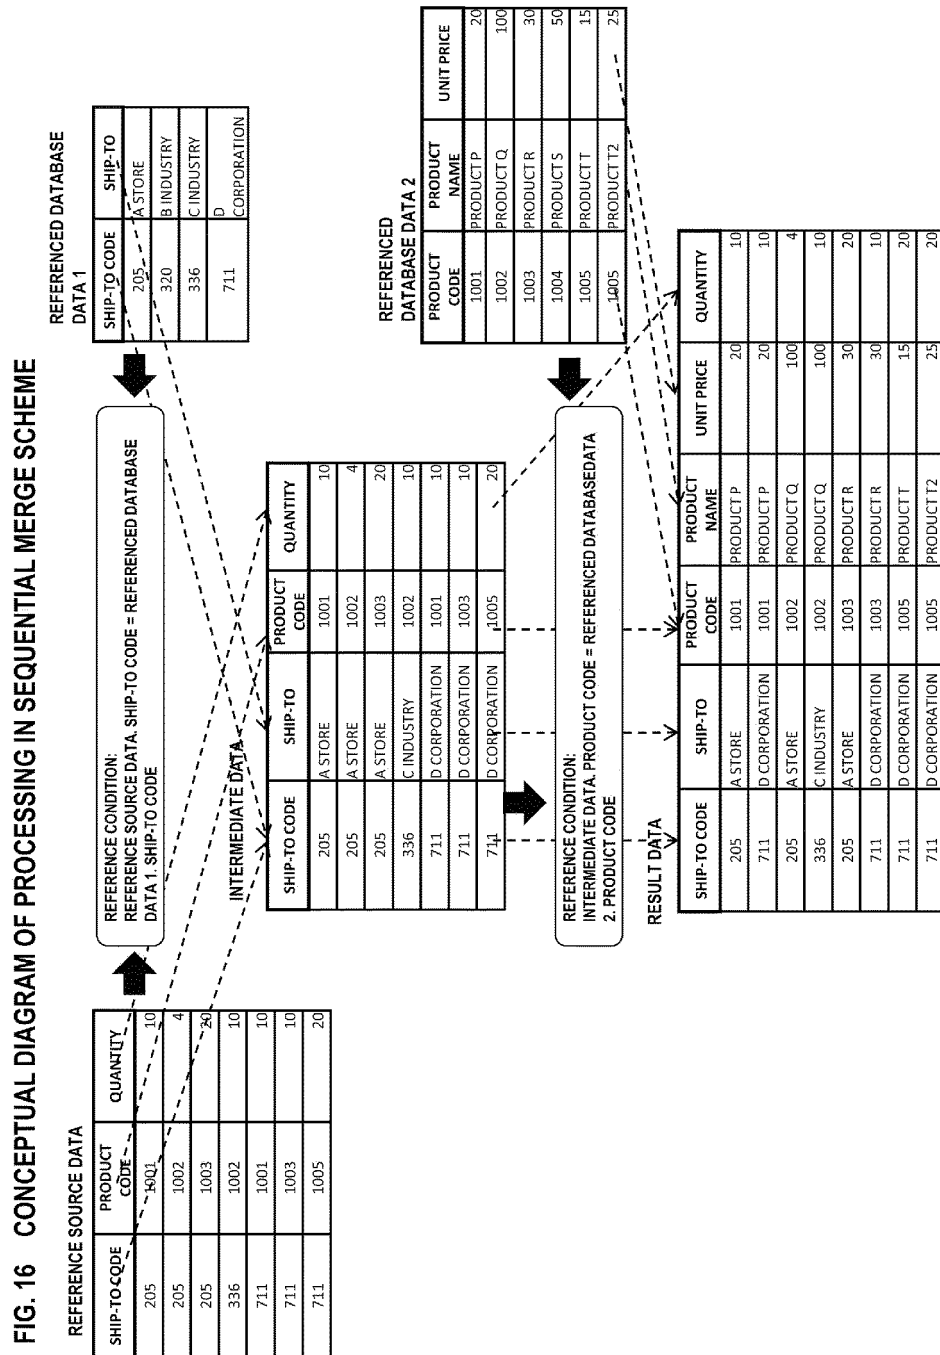 FIG. 16 CONCEPTUAL DIAGRAM OF PROCESSING IN SEQUENTIAL MERGE SCHEME
REFERENCE SOURCE DATA
SHIP-TO CODE PRODUCT CODE QUANTITY
205 1001 10
205 1002 4
205 1003 20
336 1002 10
711 1001 10
711 1003 10
711 1005 20
REFERENCE CONDITION:
REFERENCE SOURCE DATA. SHIP-TO CODE = REFERENCED DATABASE
DATA 1. SHIP-TO CODE
REFERENCED DATABASE
DATA 1
SHIP-TO CODE SHIP-TO
205 A STORE
320 B INDUSTRY
336 C INDUSTRY
711 D CORPORATION
INTERMEDIATE DATA
SHIP-TO CODE SHIP-TO PRODUCT CODE QUANTITY
205 A STORE 1001 10
205 A STORE 1002 4
205 A STORE 1003 20
336 C INDUSTRY 1002 10
711 D CORPORATION 1001 10
711 D CORPORATION 1003 10
711 D CORPORATION 1005 20
REFERENCED
DATABASE DATA 2
PRODUCT CODE PRODUCT NAME UNIT PRICE
1001 PRODUCT P 20
1002 PRODUCT Q 100
1003 PRODUCT R 30
1004 PRODUCT S 50
1005 PRODUCT T 15
1005 PRODUCT T2 25
REFERENCE CONDITION:
INTERMEDIATE DATA. PRODUCT CODE = REFERENCED DATABASEDATA
2. PRODUCT CODE
RESULT DATA
SHIP-TO CODE SHIP-TO PRODUCT CODE PRODUCT NAME UNIT PRICE QUANTITY
205 A STORE 1001 PRODUCT P 20 10
711 D CORPORATION 1001 PRODUCT P 20 10
205 A STORE 1002 PRODUCT Q 100 4
336 C INDUSTRY 1002 PRODUCT Q 100 10
205 A STORE 1003 PRODUCT R 30 20
711 D CORPORATION 1003 PRODUCT R 30 10
711 D CORPORATION 1005 PRODUCT T 15 20
711 D CORPORATION 1005 PRODUCT T2 25 20